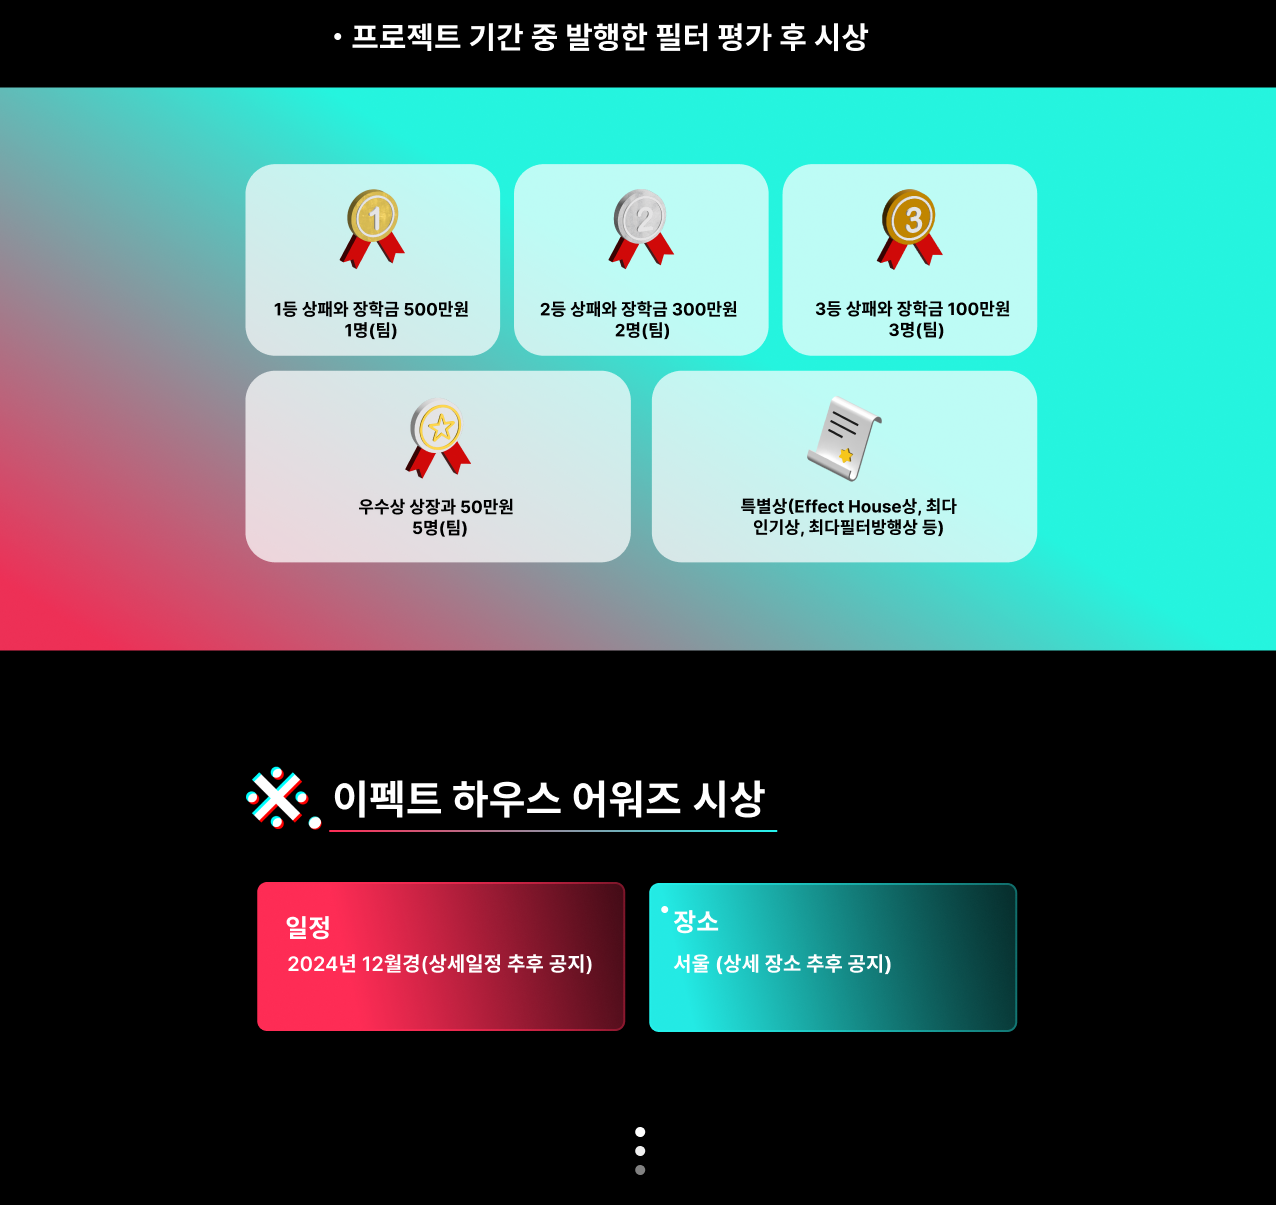 • 프로젝트 기간 중 발행한 필터 평가 후 시상
1
2
3
1등 상패와 장학금 500만원
1명(팀)
2등 상패와 장학금 300만원
2명(팀)
3등 상패와 장학금 100만원
3명(팀)
우수상 상장과 50만원
5명(팀)
특별상(Effect House상, 최다
인기상, 최다필터방행상 등)
※. 이펙트 하우스 어워즈 시상
일정
2024년 12월경(상세일정 추후 공지)
• 장소
서울 (상세 장소 추후 공지)